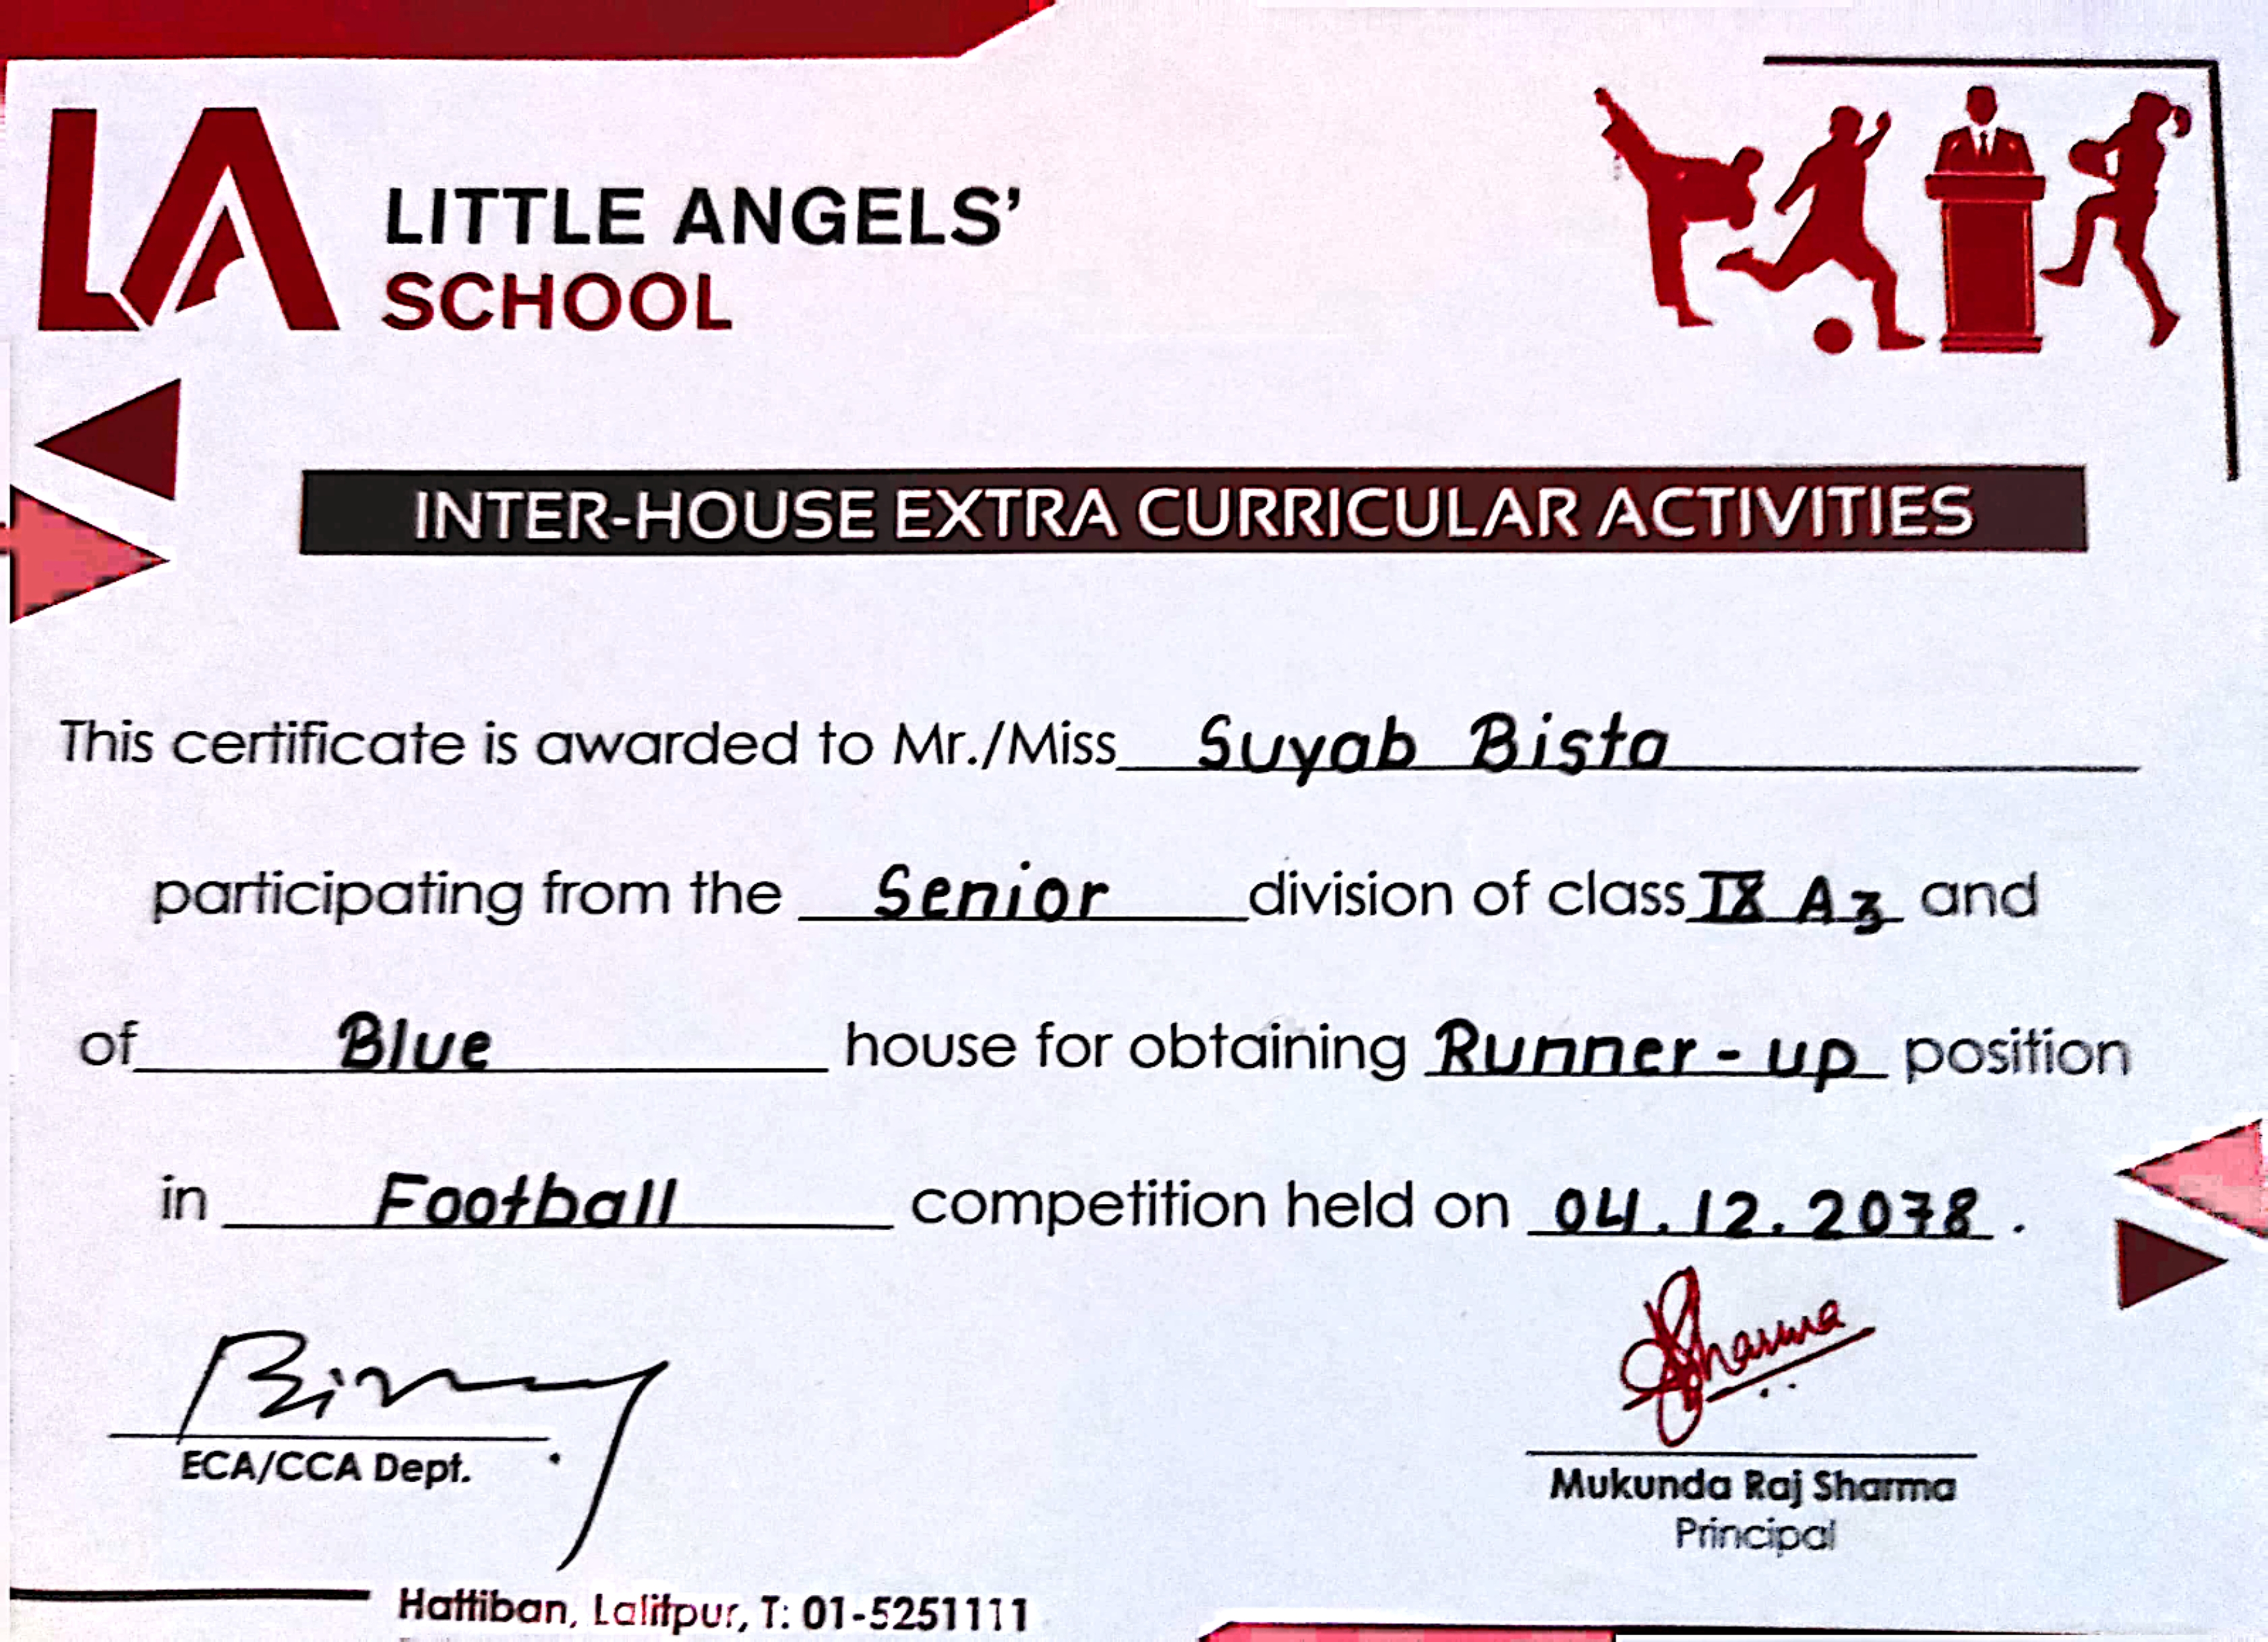 LA
LITTLE ANGELS'
SCHOOL
INTER-HOUSE EXTRA CURRICULAR ACTIVITIES
This certificate is awarded to Mr./Miss Suyab Bista
participating from the Senior division of class IX A3 and
of Blue house for obtaining Runner-up position
in Football competition held on 04.12.2078.
Sharma
ECA/CCA Dept.
Mukunda Raj Sharma
Principal
Hattiban, Lalitpur, T: 01-5251111